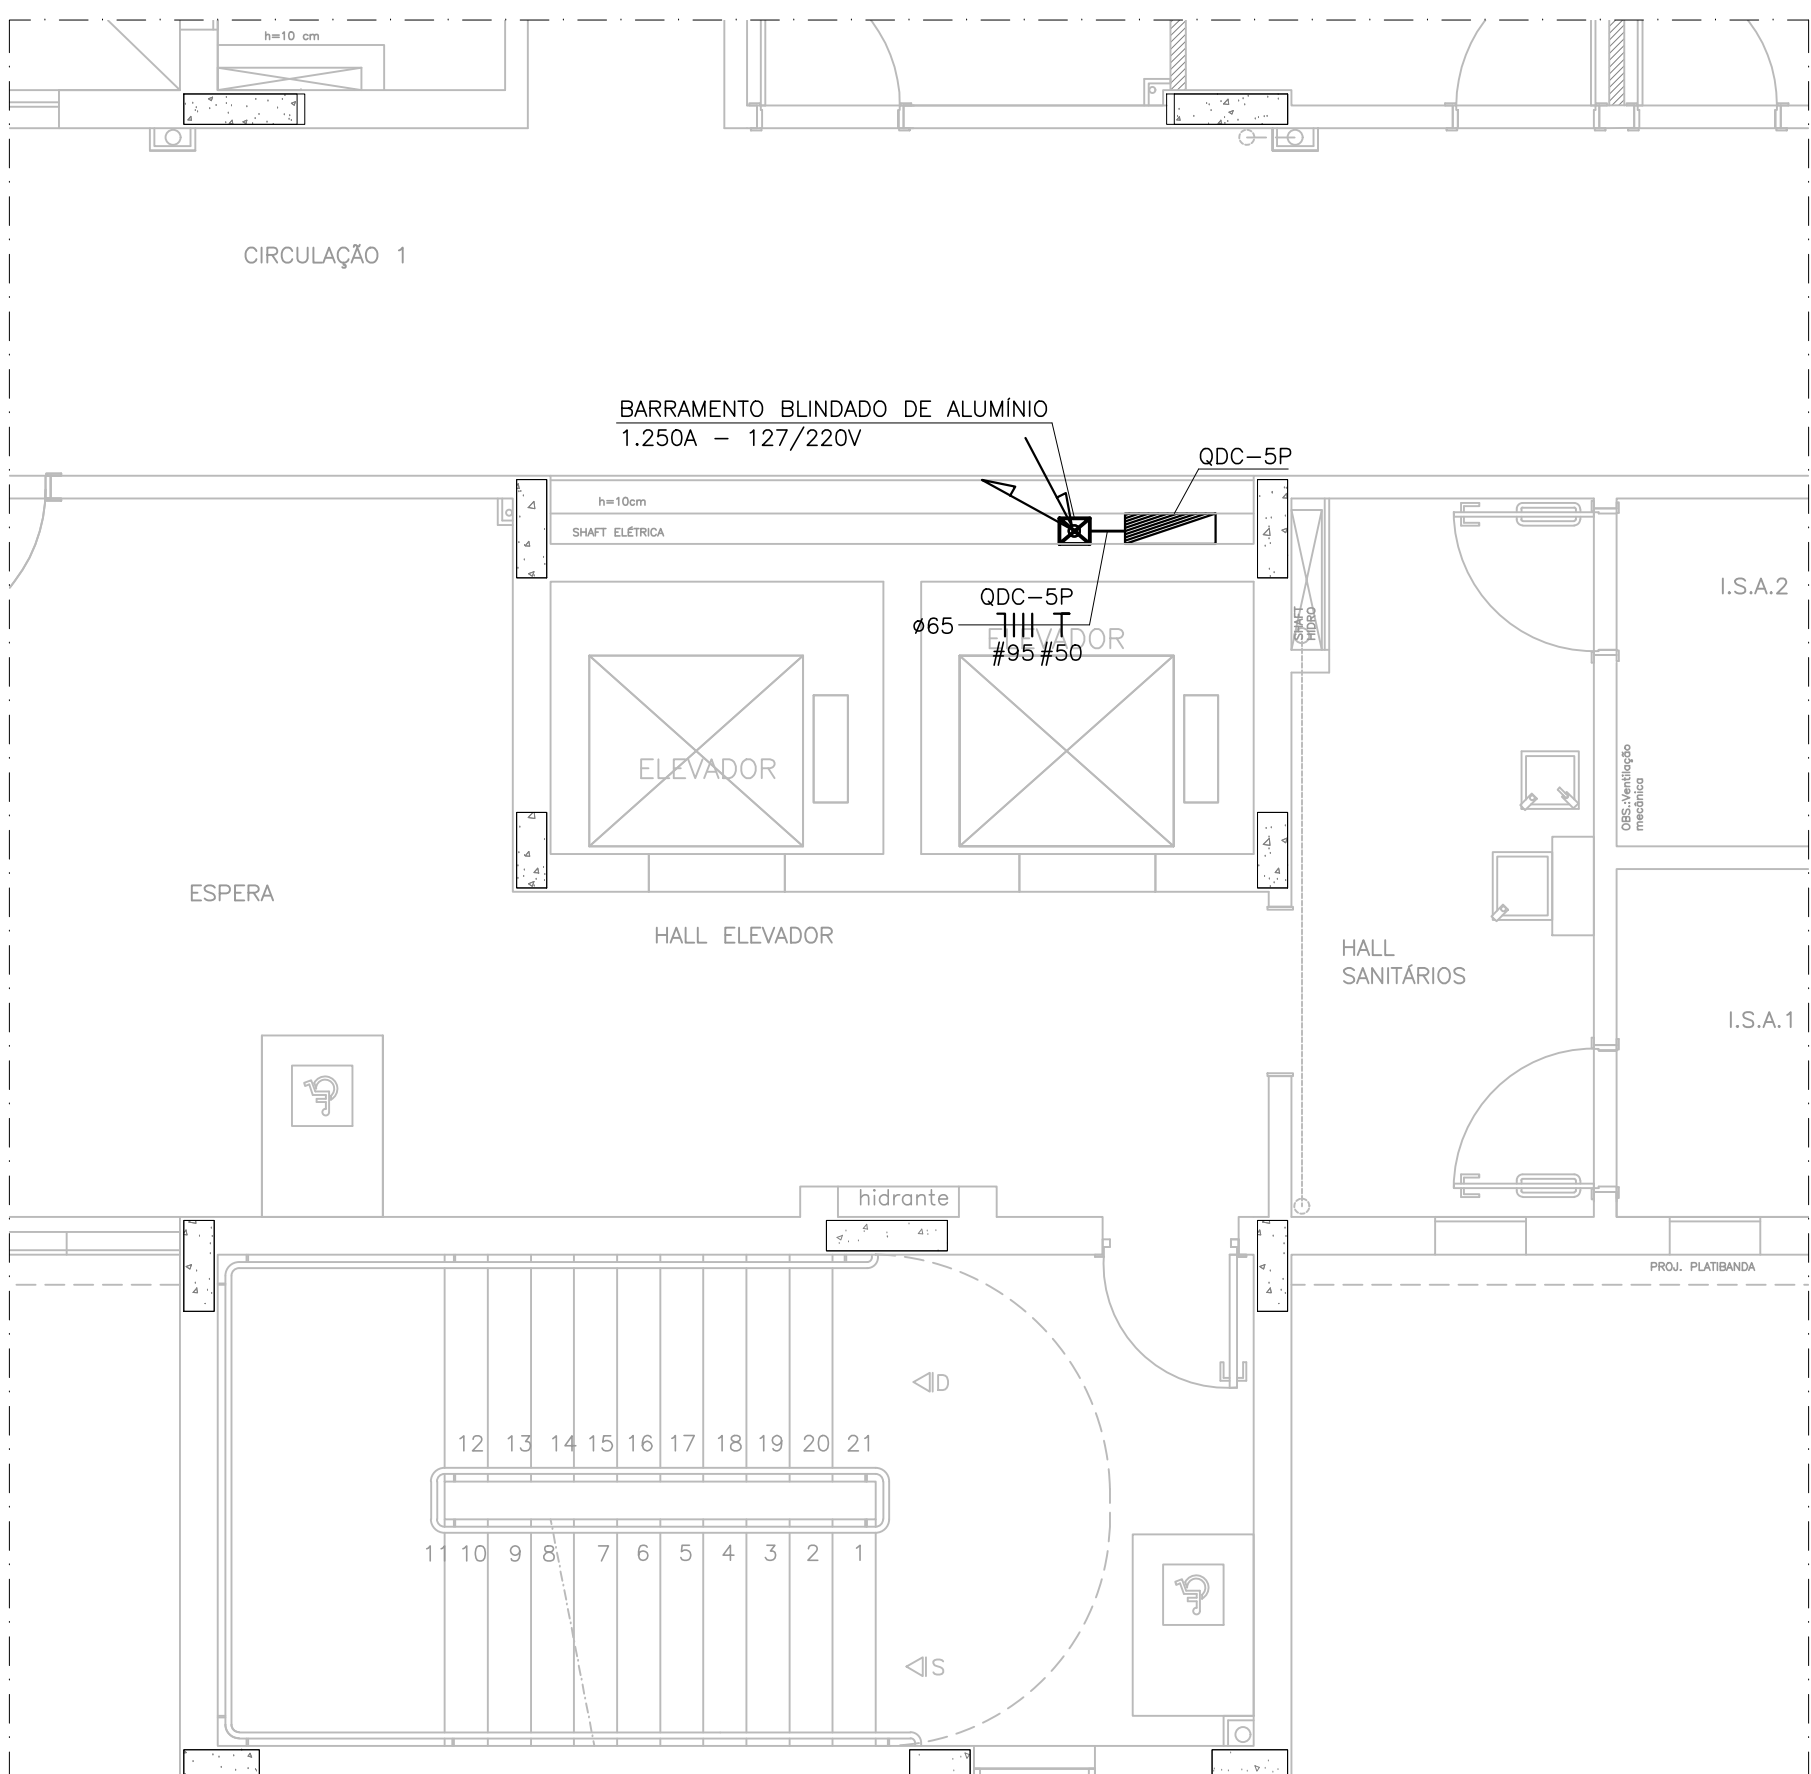 h=10 cm
CIRCULAÇÃO 1
BARRAMENTO BLINDADO DE ALUMÍNIO
1.250A – 127/220V
QDC–5P
h=10cm
SHAFT ELÉTRICA
QDC–5P
ø65
#95 #50
ELEVADOR
SHAFT
HIDRO
I.S.A.2
ELEVADOR
OBS.:Ventilação
mecânica
ESPERA
HALL ELEVADOR
HALL
SANITÁRIOS
I.S.A.1
hidrante
PROJ. PLATIBANDA
D
12 13 14 15 16 17 18 19 20 21
11 10 9 8 7 6 5 4 3 2 1
S